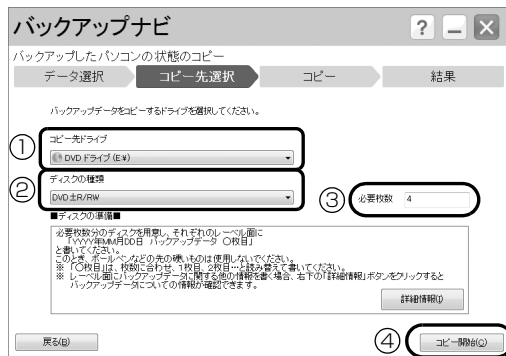 バックアップナビ
? － ×
バックアップしたパソコンの状態のコピー
データ選択 コピー先選択 コピー 結果
バックアップデータをコピーするドライブを選択してください。
① コピー先ドライブ
DVD ドライブ (E:¥)
② ディスクの種類
DVD±R/RW
③ 必要枚数 4
■ディスクの準備■
必要枚数分のディスクを用意し、それぞれのレーベル面に
「YYYY年MM月DD日　バックアップデータ　〇枚目」
と書いてください。
このとき、ボールペンなどの先の硬いものは使用しないでください。
※「〇枚目」は、枚数に合わせ、1枚目、2枚目…と読み替えて書いてください。
※ レーベル面にバックアップデータに関する他の情報を書く場合、右下の「詳細情報」ボタンをクリックすると
バックアップデータについての情報が確認できます。
詳細情報(I)
戻る(B)
④ コピー開始(C)